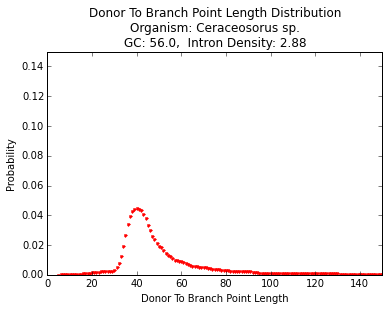 Donor To Branch Point Length Distribution
Organism: Ceraceosorus sp.
GC: 56.0,  Intron Density: 2.88
0.14
0.12
0.10
0.08
0.06
0.04
0.02
0.00
Probability
0 20 40 60 80 100 120 140
Donor To Branch Point Length